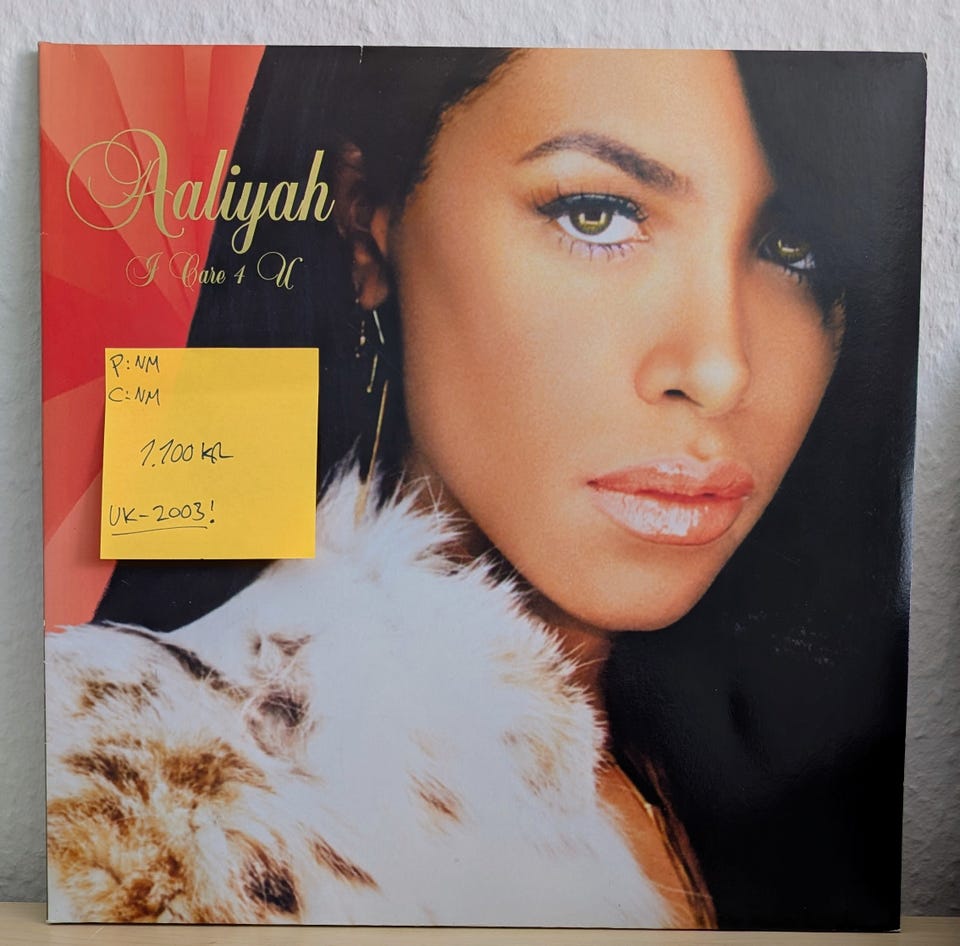 Aaliyah
I Care 4 U
P: NM
C: NM
1.100 kr
UK-2003!